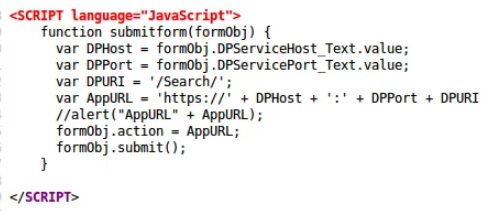 <SCRIPT language="JavaScript">
    function submitform(formObj) {
      var DPHost = formObj.DPServiceHost_Text.value;
      var DPPort = formObj.DPServicePort_Text.value;
      var DPURI = '/Search/';
      var AppURL = 'https://' + DPHost + ':' + DPPort + DPURI
      //alert("AppURL" + AppURL);
      formObj.action = AppURL;
      formObj.submit();
    }
</SCRIPT>